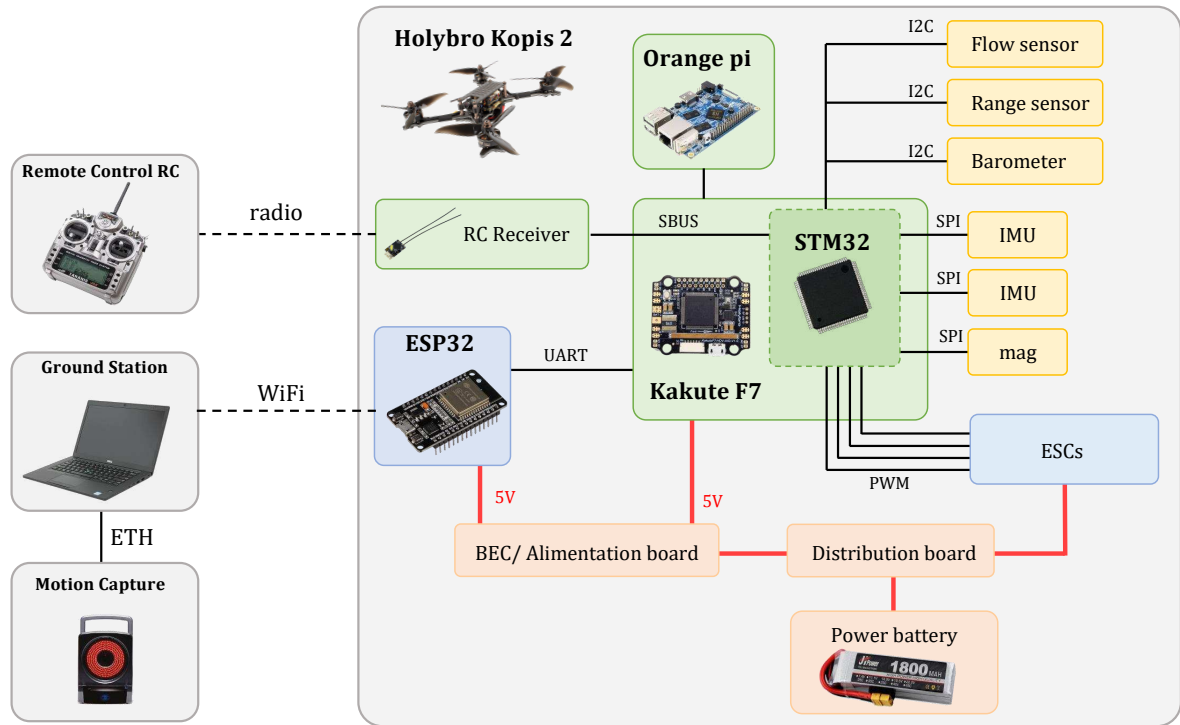 Holybro Kopis 2
Orange pi
I2C
Flow sensor
I2C
Range sensor
I2C
Barometer
Remote Control RC
radio
RC Receiver
SBUS
STM32
SPI
IMU
SPI
IMU
SPI
mag
Ground Station
WiFi
ESP32
UART
Kakute F7
ESCs
PWM
5V
5V
ETH
BEC/ Alimentation board
Distribution board
Motion Capture
Power battery
1800
MAH